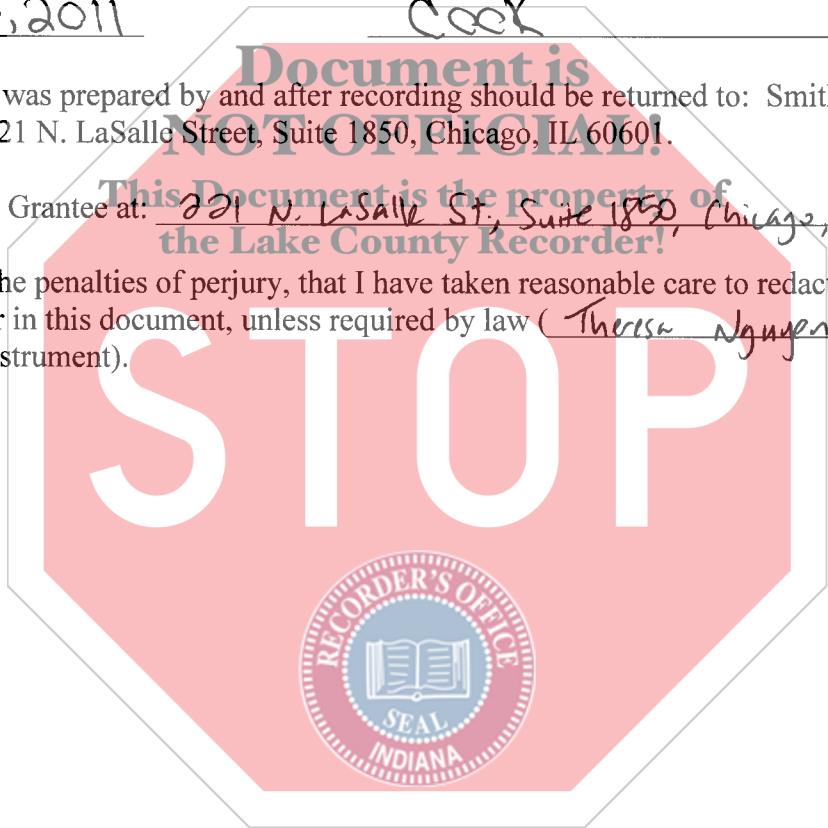 , 2011 Cook
Document is
was prepared by and after recording should be returned to: Smit
21 N. LaSalle Street, Suite 1850, Chicago, IL 60601.
NOT OFFICIAL!
This Document is the property of
Grantee at: 221 N. LaSalle St., Suite 1850, Chicago,
the Lake County Recorder!
he penalties of perjury, that I have taken reasonable care to redac
r in this document, unless required by law ( Theresa Nguyen
strument).
STOP
RECORDER'S OFFICE
SEAL
INDIANA